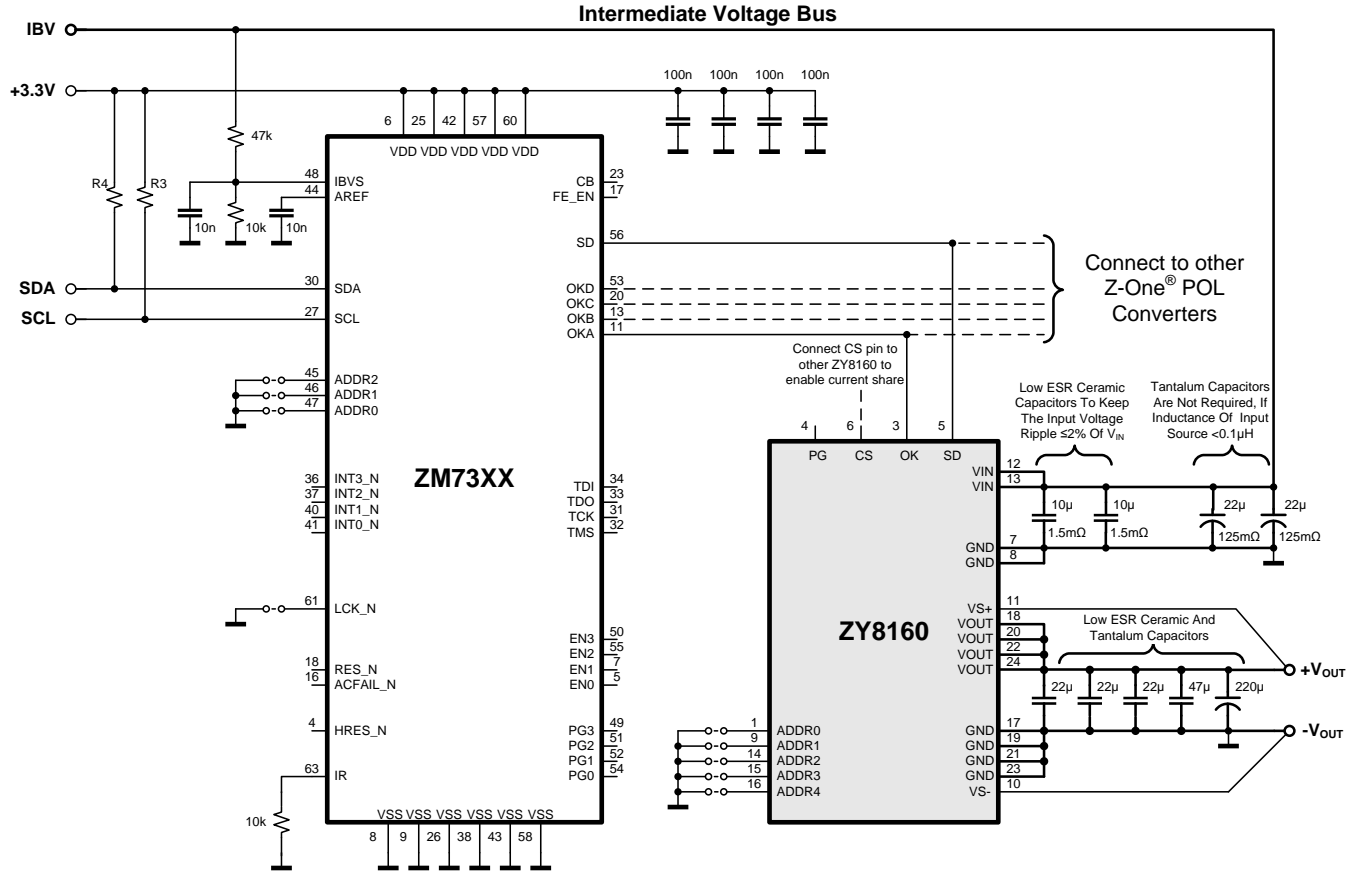 Intermediate Voltage Bus
IBV
+3.3V
100n 100n 100n 100n
6 25 42 57 60
VDD VDD VDD VDD VDD
47k
R4
R3
48 IBVS
44 AREF
10n
10k
10n
CB 23
FE_EN 17
SD 56
SDA
30 SDA
SCL
27 SCL
OKD 53
OKC 20
OKB 13
OKA 11
Connect to other
Z-One® POL
Converters
45 ADDR2
46 ADDR1
47 ADDR0
Connect CS pin to
other ZY8160 to
enable current share
Low ESR Ceramic
Capacitors To Keep
The Input Voltage
Ripple ≤2% Of VIN
Tantalum Capacitors
Are Not Required, If
Inductance Of Input
Source <0.1µH
4 6 3 5
PG CS OK SD
ZM73XX
36 INT3_N
37 INT2_N
40 INT1_N
41 INT0_N
TDI 34
TDO 33
TCK 31
TMS 32
VIN 12
VIN 13
10µ 10µ 22µ 22µ
1.5mΩ 1.5mΩ 125mΩ 125mΩ
GND 7
GND 8
61 LCK_N
ZY8160
VS+ 11
VOUT 18
VOUT 20
VOUT 22
VOUT 24
Low ESR Ceramic And
Tantalum Capacitors
+VOUT
22µ 22µ 22µ 47µ 220µ
EN3 50
EN2 55
EN1 7
EN0 5
18 RES_N
16 ACFAIL_N
4 HRES_N
PG3 49
PG2 51
PG1 52
PG0 54
1 ADDR0
9 ADDR1
14 ADDR2
15 ADDR3
16 ADDR4
GND 17
GND 19
GND 21
GND 23
VS- 10
-VOUT
63 IR
10k
VSS VSS VSS VSS VSS VSS
8 9 26 38 43 58